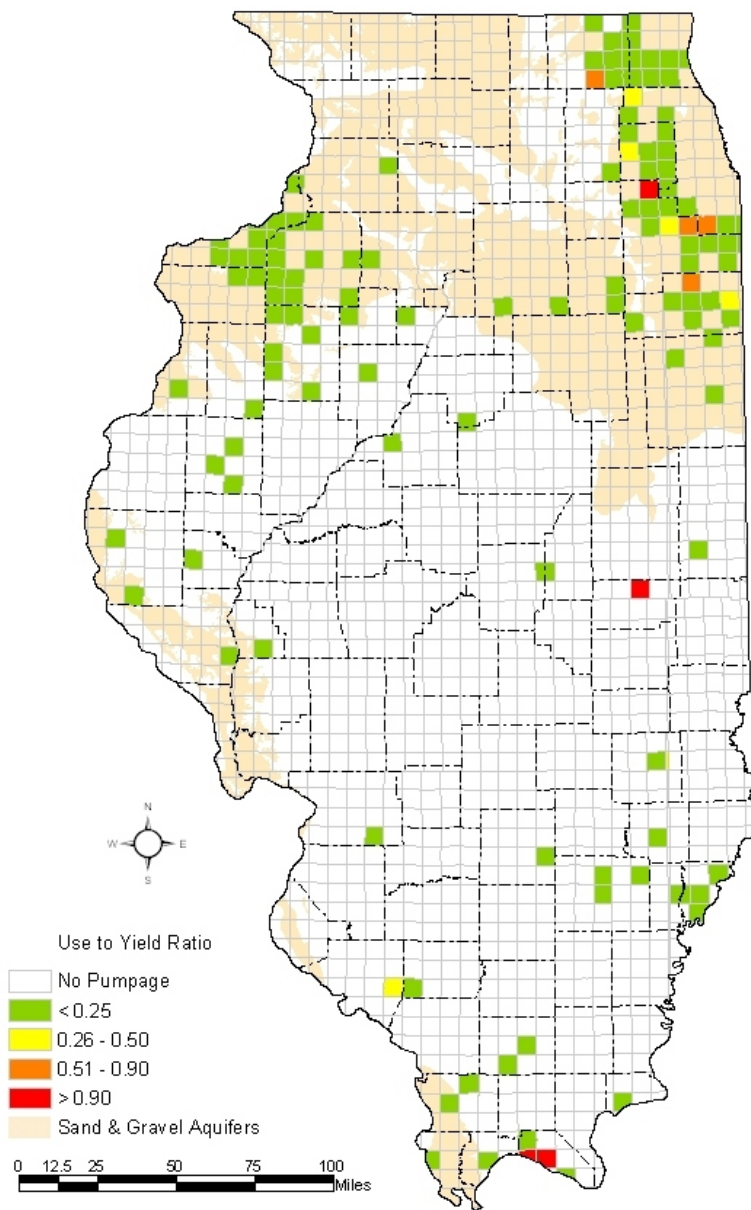 N
W E
S
Use to Yield Ratio
No Pumpage
<0.25
0.26 - 0.50
0.51 - 0.90
>0.90
Sand & Gravel Aquifers
0 12.5 25 50 75 100
Miles